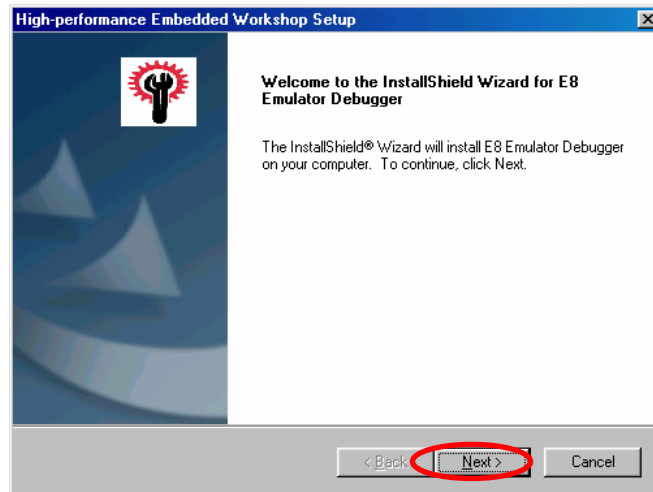 High-performance Embedded Workshop Setup
Welcome to the InstallShield Wizard for E8
Emulator Debugger
The InstallShield® Wizard will install E8 Emulator Debugger
on your computer. To continue, click Next.
< Back Next > Cancel